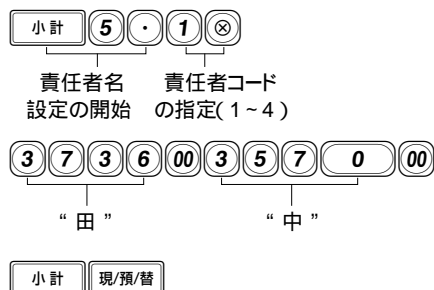 小計 5 ・ 1 ⊗
責任者名 責任者コード
設定の開始 の指定(1~4)
3 7 3 6 00 3 5 7 0 00
“田” “中”
小計 現/預/替